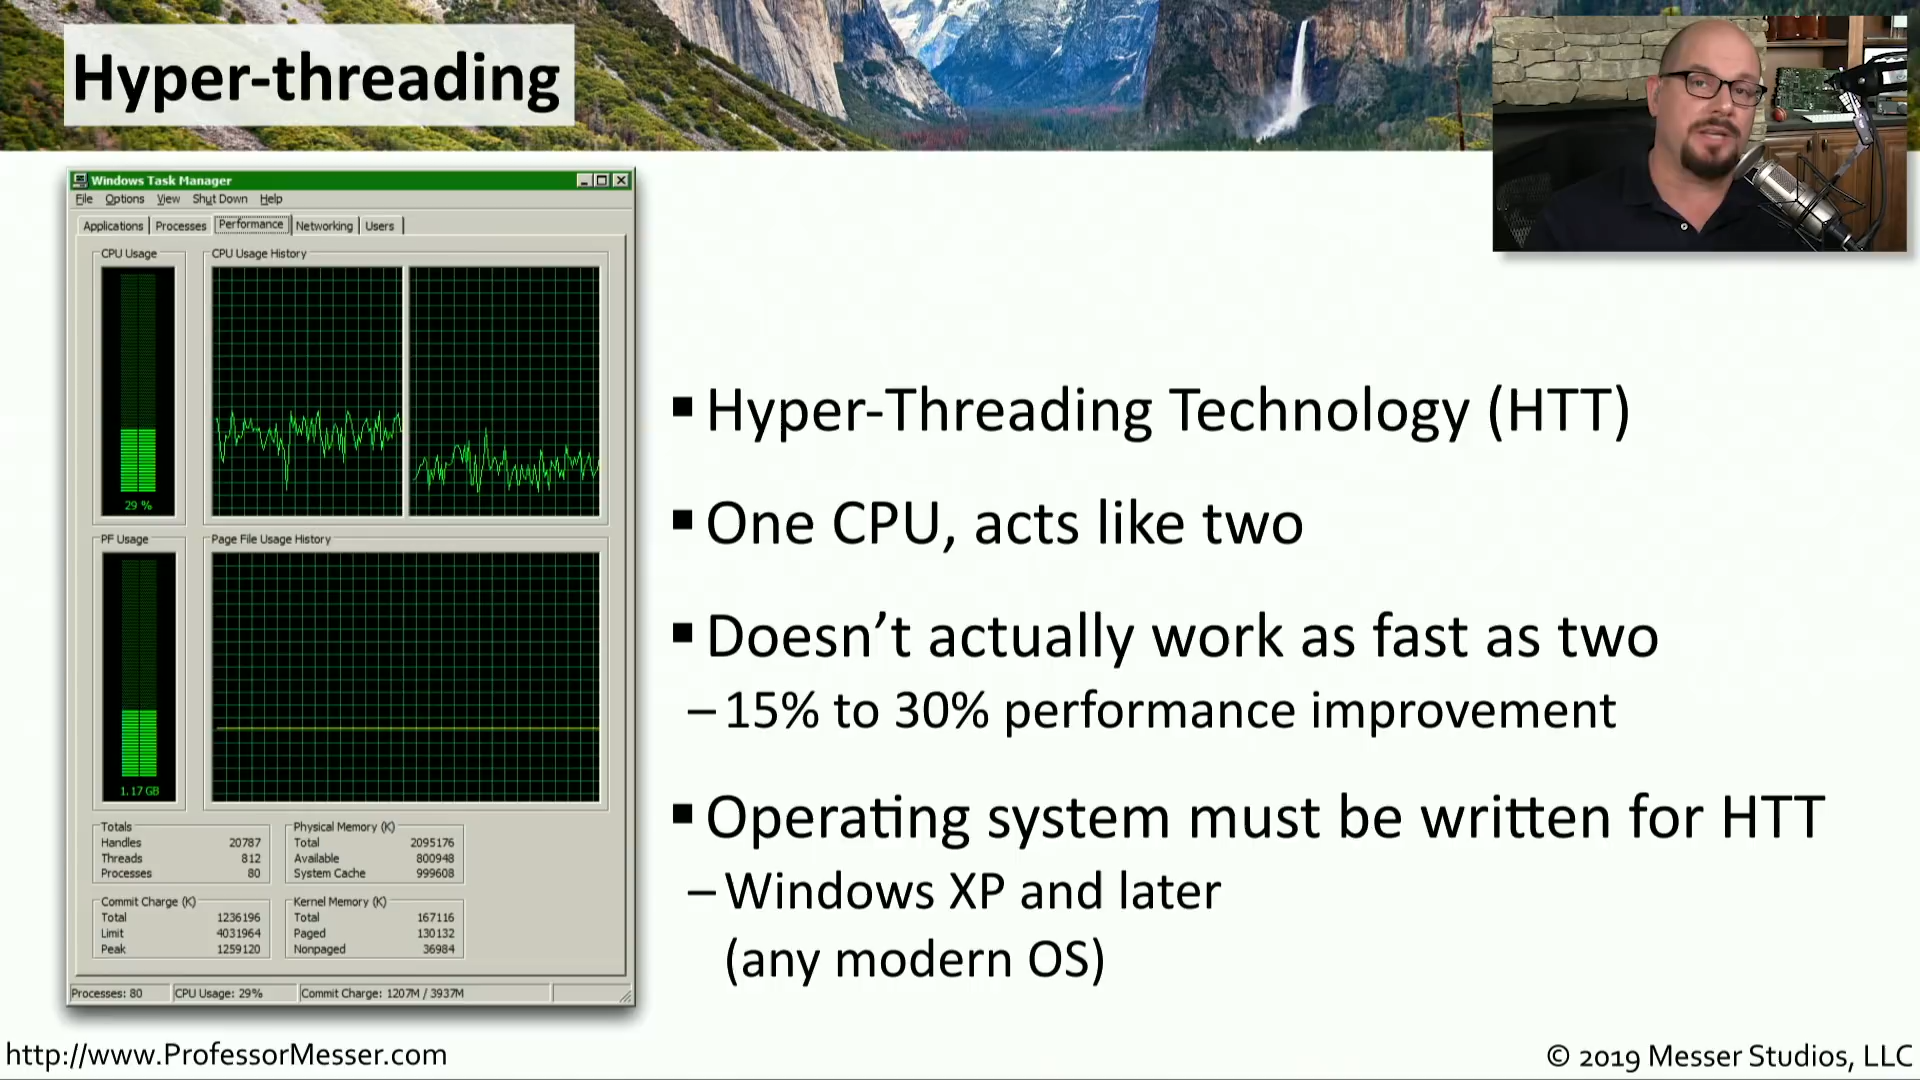 Hyper-threading
Windows Task Manager
File Options View Shut Down Help
Applications Processes Performance Networking Users
CPU Usage
CPU Usage History
29 %
PF Usage
Page File Usage History
1.17 GB
Totals
Handles 20787
Threads 812
Processes 80
Physical Memory (K)
Total 2095176
Available 800948
System Cache 999608
Commit Charge (K)
Total 1236196
Limit 4031964
Peak 1259120
Kernel Memory (K)
Total 167116
Paged 130132
Nonpaged 36984
Processes: 80 CPU Usage: 29% Commit Charge: 1207M / 3937M
▪ Hyper-Threading Technology (HTT)
▪ One CPU, acts like two
▪ Doesn’t actually work as fast as two
– 15% to 30% performance improvement
▪ Operating system must be written for HTT
– Windows XP and later
(any modern OS)
http://www.ProfessorMesser.com
© 2019 Messer Studios, LLC